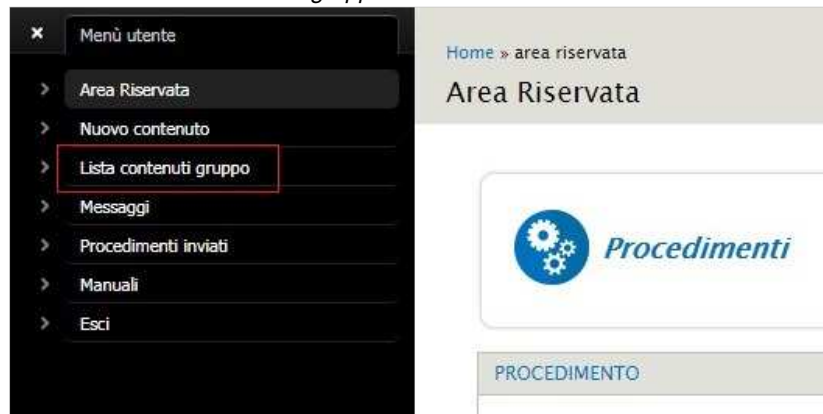 gruppo
Menù utente
Area Riservata
Nuovo contenuto
Lista contenuti gruppo
Messaggi
Procedimenti inviati
Manuali
Esci
Home » area riservata
Area Riservata
Procedimenti
PROCEDIMENTO